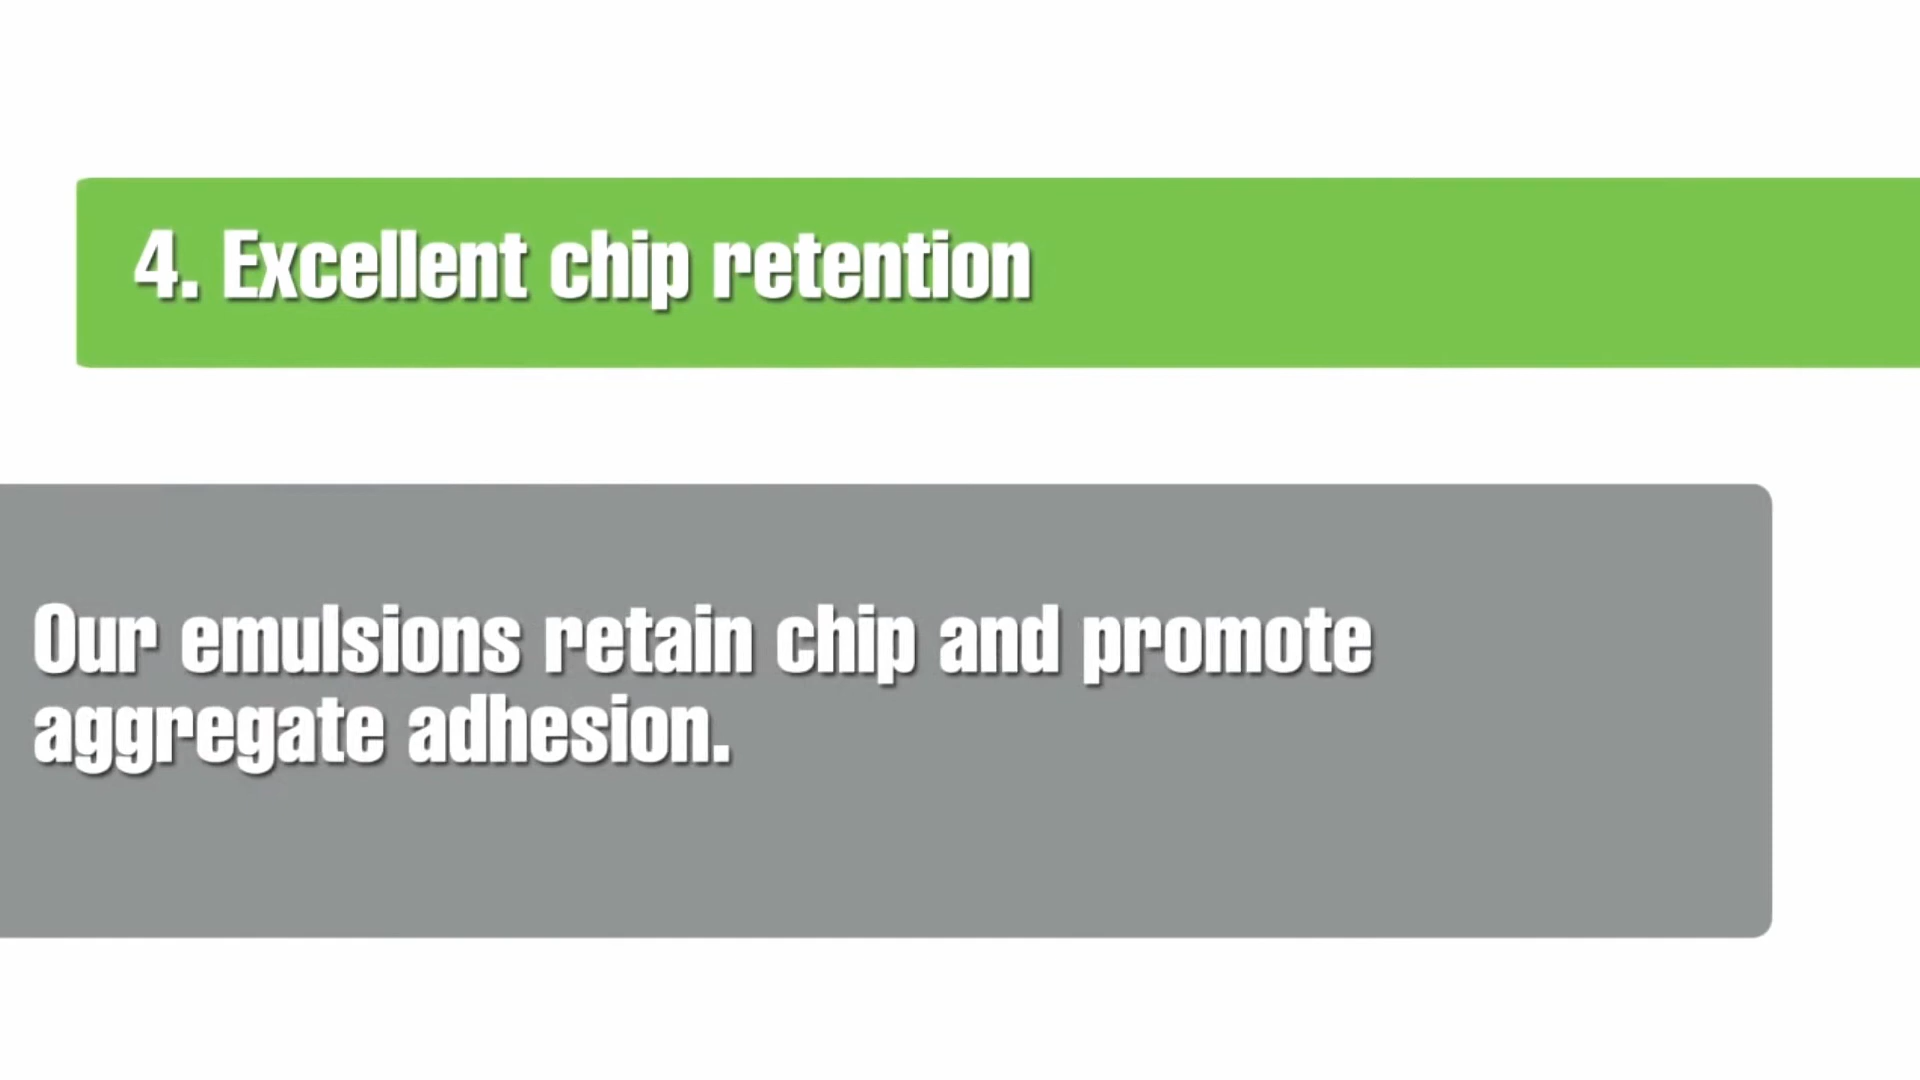 4. Excellent chip retention
Our emulsions retain chip and promote
aggregate adhesion.